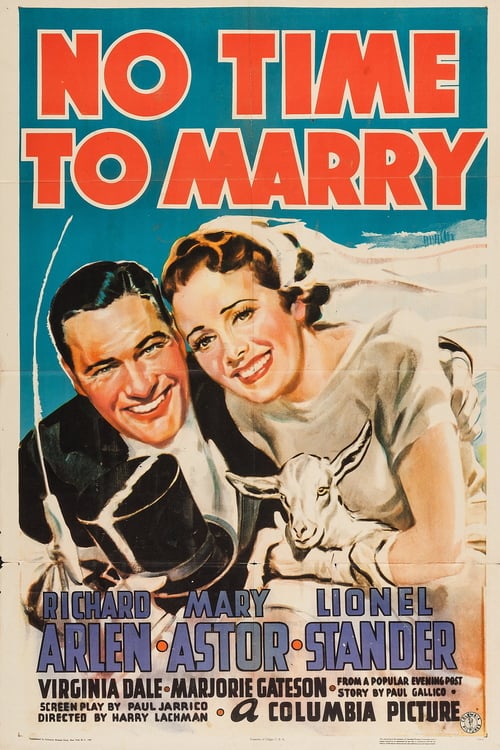 NO TIME
TO MARRY
RICHARD MARY LIONEL
ARLEN • ASTOR • STANDER
VIRGINIA DALE • MARJORIE GATESON •
FROM A POPULAR EVENING POST
STORY BY PAUL GALLICO •
SCREEN PLAY BY PAUL JARRICO
DIRECTED BY HARRY LACHMAN •
A COLUMBIA PICTURE